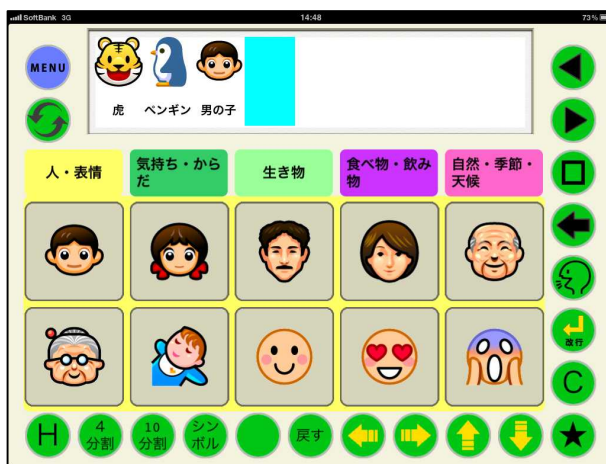 SoftBank 3G 14:48 73%
MENU
虎 ペンギン 男の子
人・表情
気持ち・から
だ
生き物
食べ物・飲み
物
自然・季節・
天候
改行
C
H
4
分割
10
分割
シン
ボル
戻す